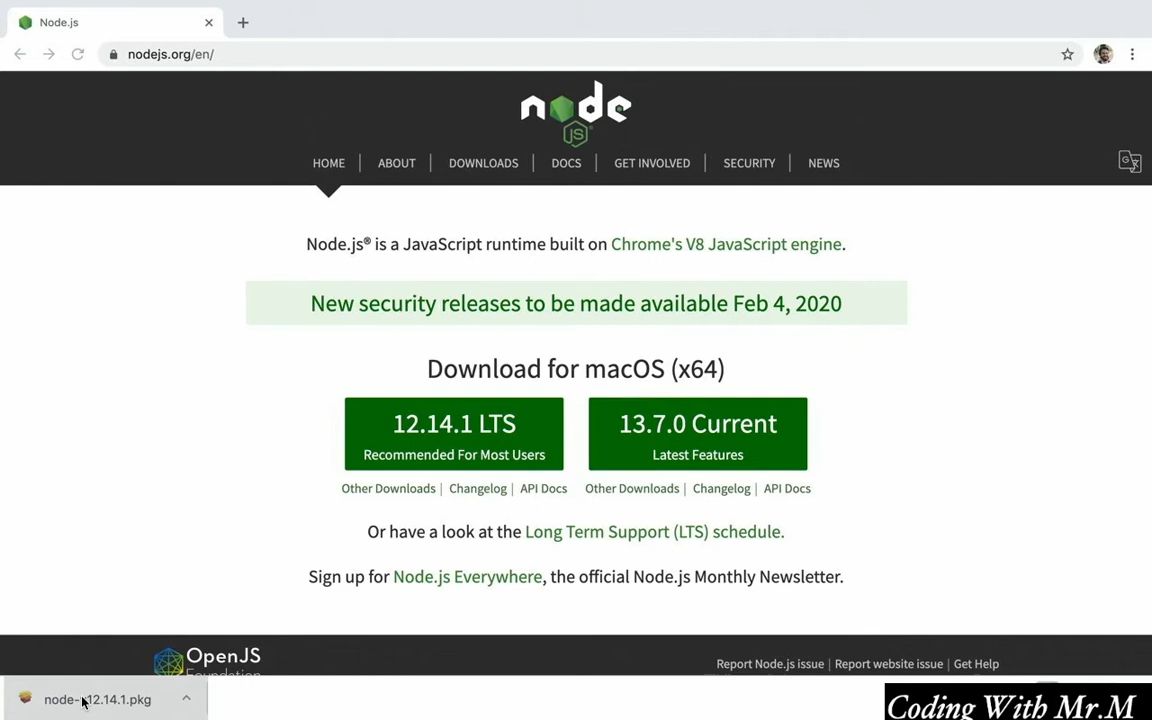 Node.js
nodejs.org/en/
node
JS
HOME | ABOUT | DOWNLOADS | DOCS | GET INVOLVED | SECURITY | NEWS
Node.js® is a JavaScript runtime built on Chrome's V8 JavaScript engine.
New security releases to be made available Feb 4, 2020
Download for macOS (x64)
12.14.1 LTS
Recommended For Most Users
13.7.0 Current
Latest Features
Other Downloads | Changelog | API Docs
Other Downloads | Changelog | API Docs
Or have a look at the Long Term Support (LTS) schedule.
Sign up for Node.js Everywhere, the official Node.js Monthly Newsletter.
OpenJS
Foundation
Report Node.js issue | Report website issue | Get Help
12.14.1.pkg
Coding With Mr.M